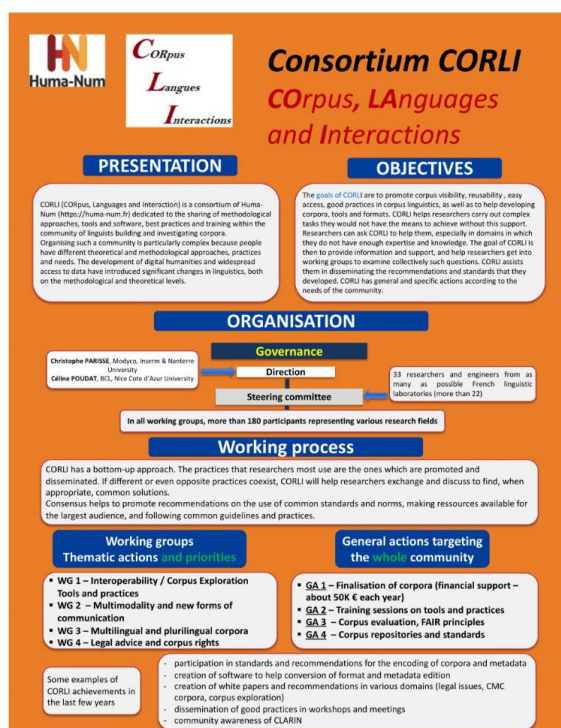 HN
Huma-Num
CORpus
Langues
Interactions
Consortium CORLI
COrpus, LAnguages
and Interactions
PRESENTATION
CORLI (CORpus, Languages and Interaction) is a consortium of Huma-
Num (https://huma-num.fr) dedicated to the sharing of methodological
approaches, tools and software, best practices and training within the
community of linguists building and investigating corpora.
Organising such a community is particularly complex because people
have different theoretical and methodological approaches, practices
and needs. The development of digital humanities and widespread
access to data have introduced significant changes in linguistics, both
on the methodological and theoretical levels.
OBJECTIVES
The goals of CORLI are to promote corpus visibility, reusability , easy
access, good practices in corpus linguistics, as well as to help developing
corpora, tools and formats. CORLI helps researchers carry out complex
tasks they would not have the means to achieve without this support.
Researchers can ask CORLI to help them, especially in domains in which
they do not have enough expertise and knowledge. The goal of CORLI is
then to provide information and support, and help researchers get into
working groups to examine collectively such questions. CORLI assists
them in disseminating the recommendations and standards that they
developed. CORLI has general and specific actions according to the
needs of the community.
ORGANISATION
Governance
Christophe PARISSE, Modyco, Inserm & Nanterre
University
Céline POUDAT, BCL, Nice Cote d'Azur University
Direction
Steering committee
33 researchers and engineers from as
many as possible French linguistic
laboratories (more than 22)
In all working groups, more than 180 participants representing various research fields
Working process
CORLI has a bottom-up approach. The practices that researchers most use are the ones which are promoted and
disseminated. If different or even opposite practices coexist, CORLI will help researchers exchange and discuss to find, when
appropriate, common solutions.
Consensus helps to promote recommendations on the use of common standards and norms, making ressources available for
the largest audience, and following common guidelines and practices.
Working groups
Thematic actions and priorities
▪ WG 1 – Interoperability / Corpus Exploration
Tools and practices
▪ WG 2 – Multimodality and new forms of
communication
▪ WG 3 – Multilingual and plurilingual corpora
▪ WG 4 – Legal advice and corpus rights
General actions targeting
the whole community
▪ GA 1 – Finalisation of corpora (financial support –
about 50K € each year)
▪ GA 2 – Training sessions on tools and practices
▪ GA 3 – Corpus evaluation, FAIR principles
▪ GA 4 – Corpus repositories and standards
Some examples of
CORLI achievements in
the last few years
- participation in standards and recommendations for the encoding of corpora and metadata
- creation of software to help conversion of format and metadata edition
- creation of white papers and recommendations in various domains (legal issues, CMC
corpora, corpus exploration)
- dissemination of good practices in workshops and meetings
- community awareness of CLARIN